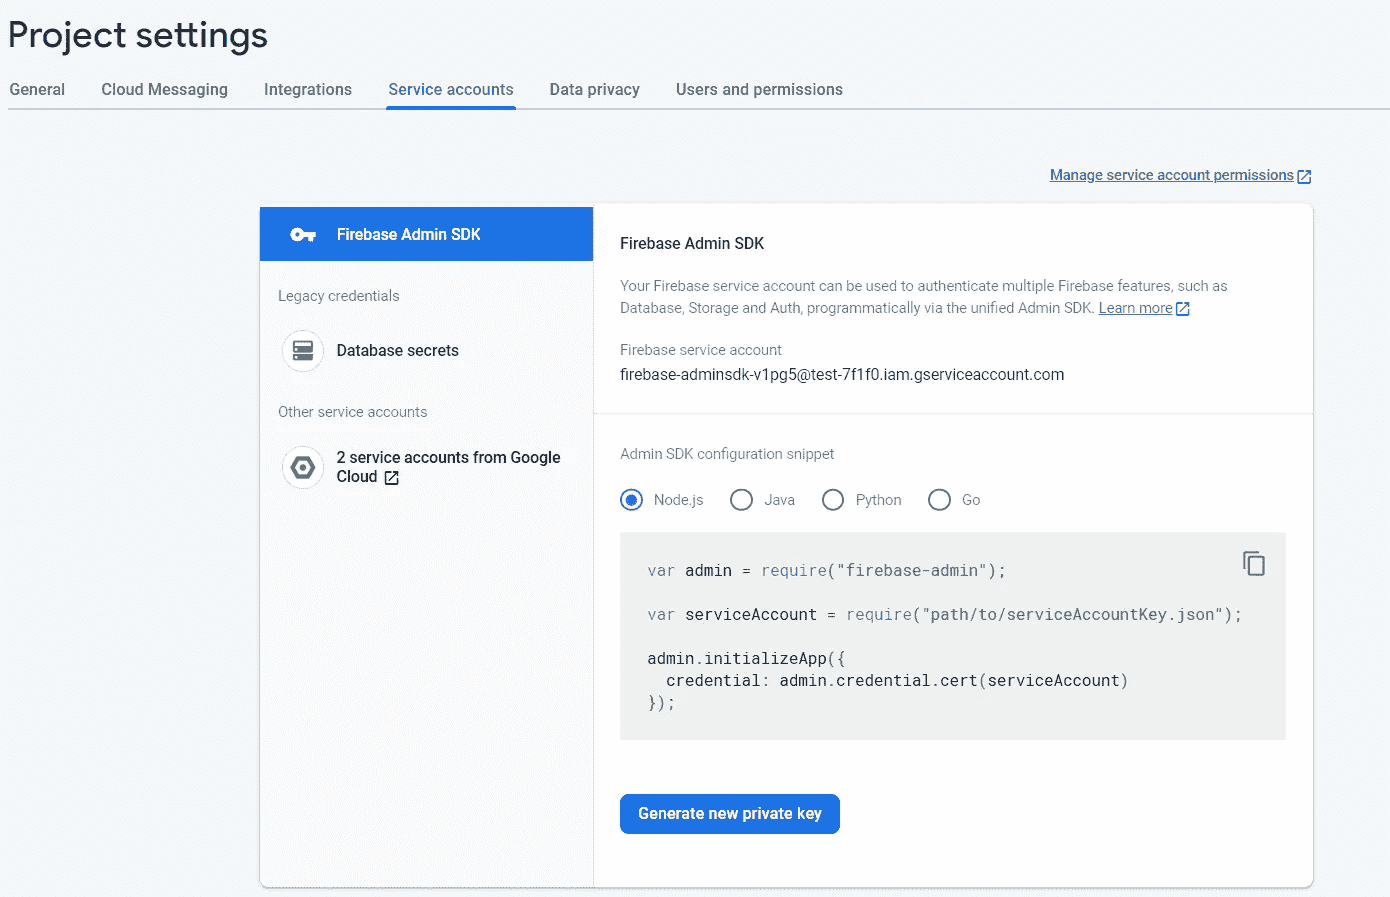 Project settings
General Cloud Messaging Integrations Service accounts Data privacy Users and permissions
Manage service account permissions
Firebase Admin SDK
Legacy credentials
Database secrets
Other service accounts
2 service accounts from Google
Cloud
Firebase Admin SDK
Your Firebase service account can be used to authenticate multiple Firebase features, such as
Database, Storage and Auth, programmatically via the unified Admin SDK. Learn more
Firebase service account
firebase-adminsdk-v1pg5@test-7f1f0.iam.gserviceaccount.com
Admin SDK configuration snippet
Node.js Java Python Go
var admin = require("firebase-admin");
var serviceAccount = require("path/to/serviceAccountKey.json");
admin.initializeApp({
  credential: admin.credential.cert(serviceAccount)
});
Generate new private key